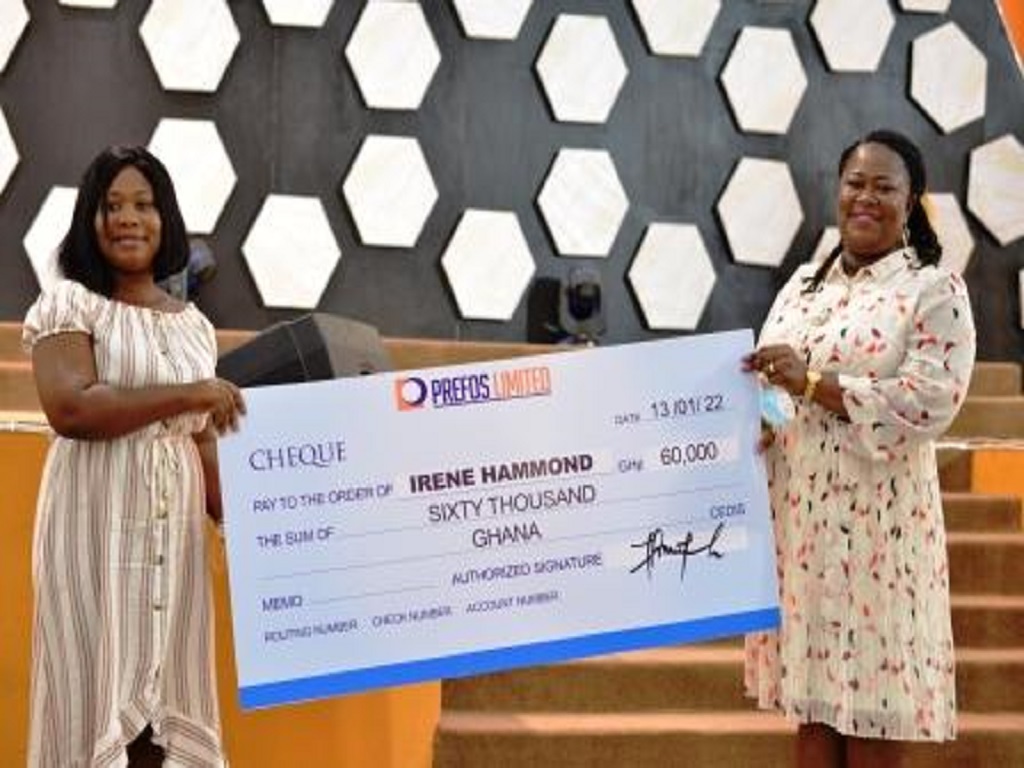 PREFOS LIMITED
DATE 13/01/22
CHEQUE
PAY TO THE ORDER OF IRENE HAMMOND GH¢ 60,000
THE SUM OF SIXTY THOUSAND
GHANA CEDIS
MEMO AUTHORIZED SIGNATURE
ROUTING NUMBER CHECK NUMBER ACCOUNT NUMBER